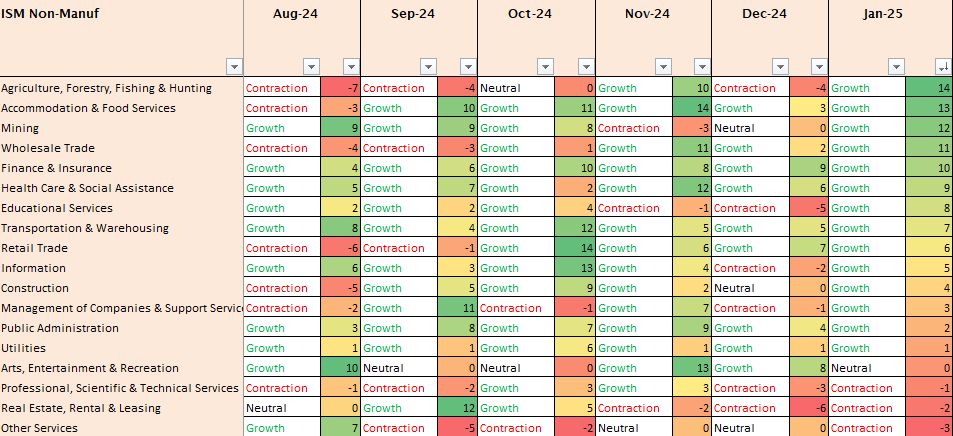 ISM Non-Manuf Aug-24 Sep-24 Oct-24 Nov-24 Dec-24 Jan-25
Agriculture, Forestry, Fishing & Hunting Contraction -7 Contraction -4 Neutral 0 Growth 10 Contraction -4 Growth 14
Accommodation & Food Services Contraction -3 Growth 10 Growth 11 Growth 14 Growth 3 Growth 13
Mining Growth 9 Growth 9 Growth 8 Contraction -3 Neutral 0 Growth 12
Wholesale Trade Contraction -4 Contraction -3 Growth 1 Growth 11 Growth 2 Growth 11
Finance & Insurance Growth 4 Growth 6 Growth 10 Growth 8 Growth 9 Growth 10
Health Care & Social Assistance Growth 5 Growth 7 Growth 2 Growth 12 Growth 6 Growth 9
Educational Services Growth 2 Growth 2 Growth 4 Contraction -1 Contraction -5 Growth 8
Transportation & Warehousing Growth 8 Growth 4 Growth 12 Growth 5 Growth 5 Growth 7
Retail Trade Contraction -6 Contraction -1 Growth 14 Growth 6 Growth 7 Growth 6
Information Growth 6 Growth 3 Growth 13 Growth 4 Contraction -2 Growth 5
Construction Contraction -5 Growth 5 Growth 9 Growth 2 Neutral 0 Growth 4
Management of Companies & Support Servic Contraction -2 Growth 11 Contraction -1 Growth 7 Contraction -1 Growth 3
Public Administration Growth 3 Growth 8 Growth 7 Growth 9 Growth 4 Growth 2
Utilities Growth 1 Growth 1 Growth 6 Growth 1 Growth 1 Growth 1
Arts, Entertainment & Recreation Growth 10 Neutral 0 Neutral 0 Growth 13 Growth 8 Neutral 0
Professional, Scientific & Technical Services Contraction -1 Contraction -2 Growth 3 Growth 3 Contraction -3 Contraction -1
Real Estate, Rental & Leasing Neutral 0 Growth 12 Growth 5 Contraction -2 Contraction -6 Contraction -2
Other Services Growth 7 Contraction -5 Contraction -2 Neutral 0 Neutral 0 Contraction -3